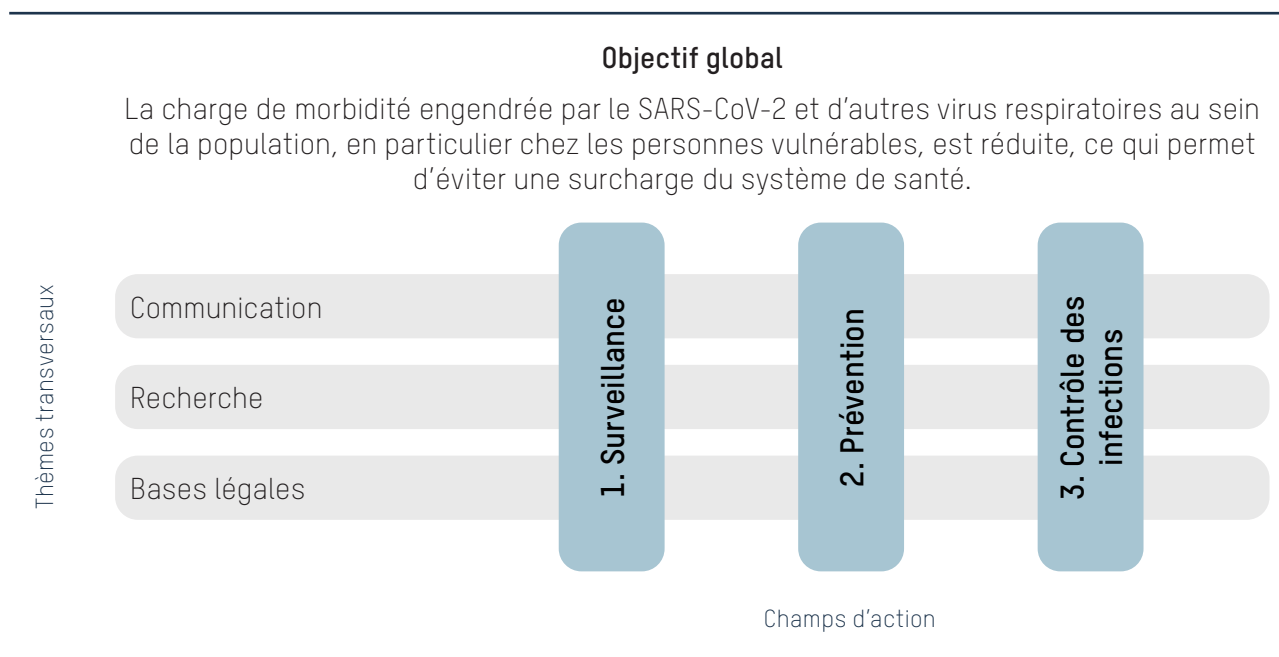 Objectif global
La charge de morbidité engendrée par le SARS-CoV-2 et d'autres virus respiratoires au sein
de la population, en particulier chez les personnes vulnérables, est réduite, ce qui permet
d'éviter une surcharge du système de santé.
Thèmes transversaux
Communication
Recherche
Bases légales
1. Surveillance
2. Prévention
3. Contrôle des
infections
Champs d'action